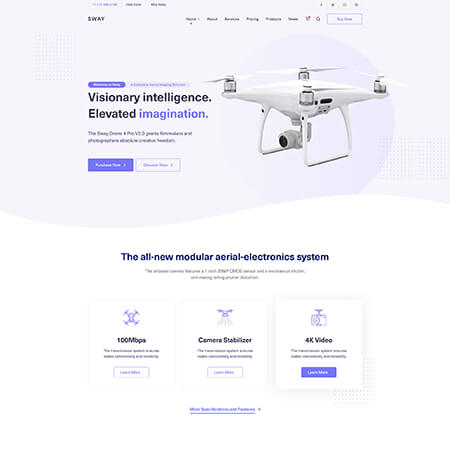 Help Desk Why Sway
SWAY Home About Services Pricing Products News Buy Now
Welcome to Sway A Complete Aerial Imaging Solution
Visionary intelligence.
Elevated imagination.
The Sway Drone 4 Pro V2.0 grants filmmakers and
photographers absolute creative freedom.
Purchase Now Discover Now
The all-new modular aerial-electronics system
The onboard camera features a 1 inch 20MP CMOS sensor and a mechanical shutter,
eliminating rolling shutter distortion.
100Mbps Camera Stabilizer 4K Video
The transmission system ensures The transmission system ensures The transmission system ensures
stable connectivity and reliability. stable connectivity and reliability. stable connectivity and reliability.
Learn More Learn More Learn More
More Specifications and Features